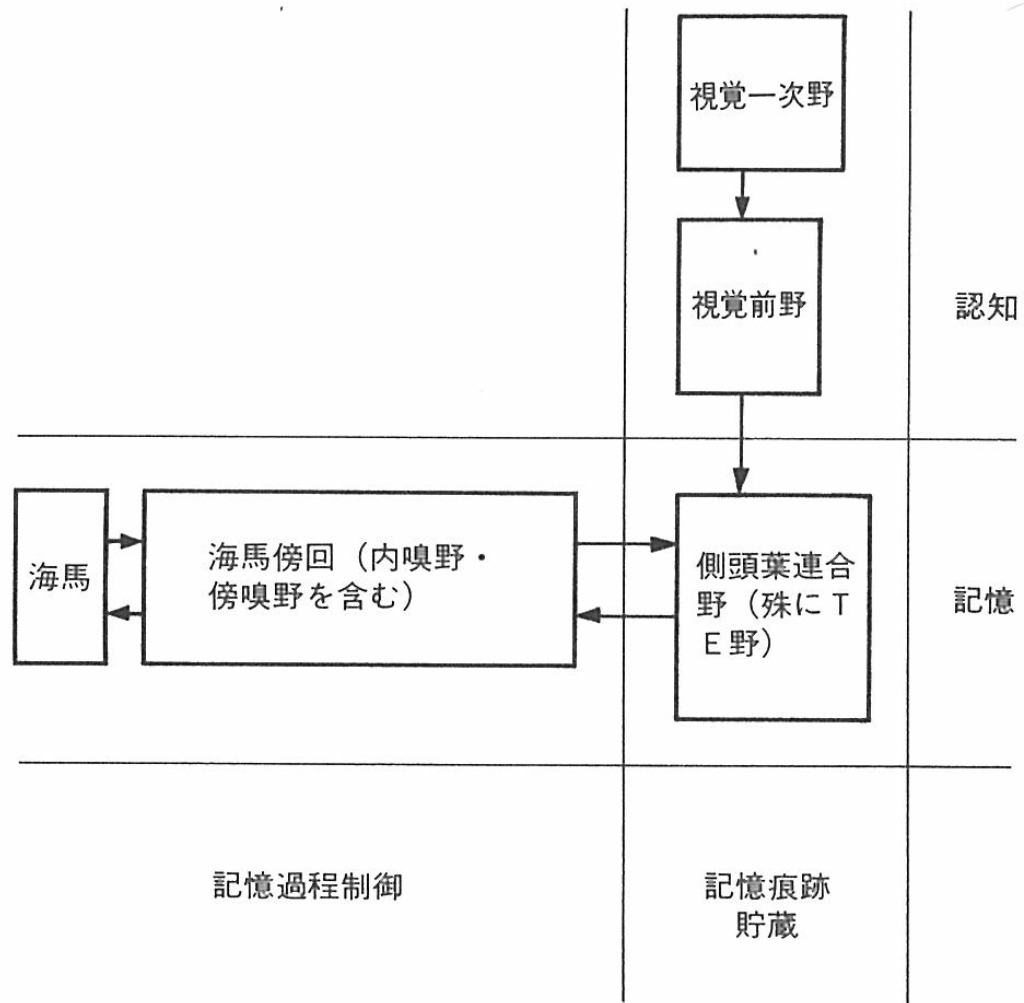 視覚一次野
視覚前野
認知
海馬
海馬傍回（内嗅野・
傍嗅野を含む）
側頭葉連合
野（殊にＴ
Ｅ野）
記憶
記憶過程制御
記憶痕跡
貯蔵